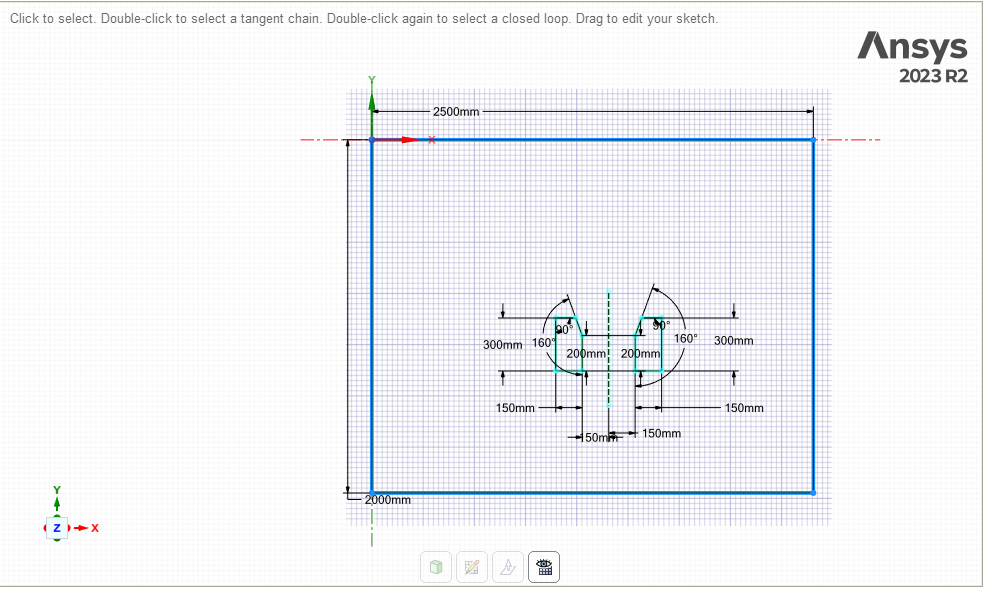 Click to select. Double-click to select a tangent chain. Double-click again to select a closed loop. Drag to edit your sketch.
Ansys
2023 R2
Y
2500mm
X
90°
90°
300mm
160°
160°
300mm
200mm
200mm
150mm
150mm
150mm
150mm
2000mm
Y
Z
X